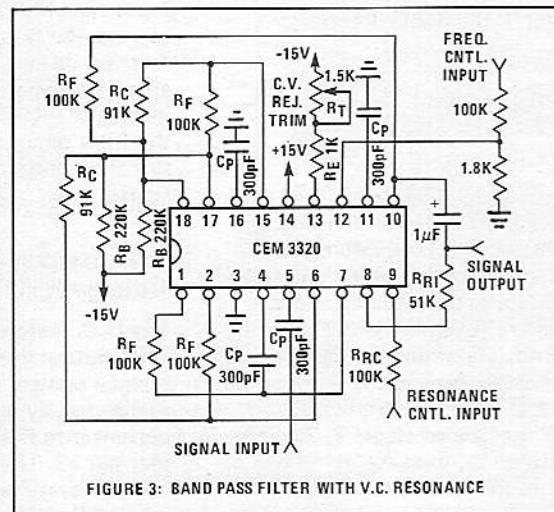 FREQ.
CNTL.
INPUT
-15V
1.5K
C.V.
REJ.
TRIM
RT
RF
100K
RC
91K
RF
100K
CP
300pF
+15V
RE 1K
CP
300pF
100K
1.8K
RC
91K
RB 220K
RB 220K
-15V
18 17 16 15 14 13 12 11 10
CEM 3320
1 2 3 4 5 6 7 8 9
+
1µF
SIGNAL
OUTPUT
RRI
51K
RF
100K
RF
100K
CP
300pF
CP
300pF
RRC
100K
RESONANCE
CNTL. INPUT
SIGNAL INPUT
FIGURE 3: BAND PASS FILTER WITH V.C. RESONANCE